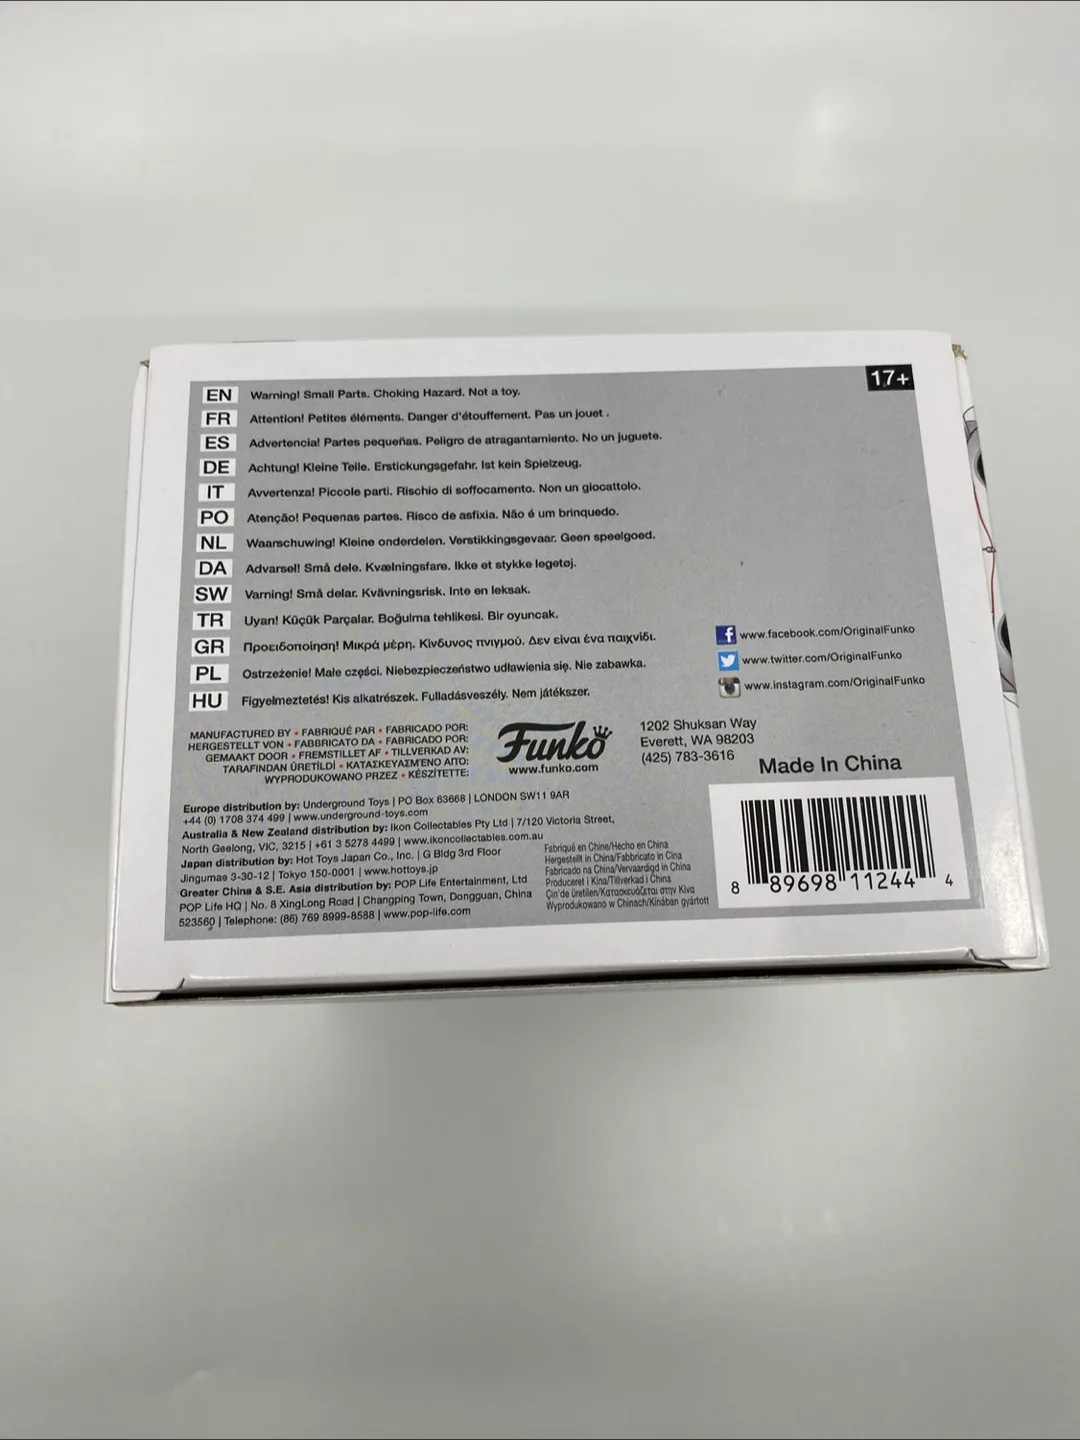 17+
EN Warning! Small Parts. Choking Hazard. Not a toy.
FR Attention! Petites éléments. Danger d'étouffement. Pas un jouet .
ES Advertencia! Partes pequeñas. Peligro de atragantamiento. No un juguete.
DE Achtung! Kleine Teile. Erstickungsgefahr. Ist kein Spielzeug.
IT Avvertenza! Piccole parti. Rischio di soffocamento. Non un giocattolo.
PO Atenção! Pequenas partes. Risco de asfixia. Não é um brinquedo.
NL Waarschuwing! Kleine onderdelen. Verstikkingsgevaar. Geen speelgoed.
DA Advarsel! Små dele. Kvælningsfare. Ikke et stykke legetøj.
SW Varning! Små delar. Kvävningsrisk. Inte en leksak.
TR Uyarı! Küçük Parçalar. Boğulma tehlikesi. Bir oyuncak.
GR Προειδοποίηση! Μικρά μέρη. Κίνδυνος πνιγμού. Δεν είναι ένα παιχνίδι.
PL Ostrzeżenie! Małe części. Niebezpieczeństwo udławienia się. Nie zabawka.
HU Figyelmeztetés! Kis alkatrészek. Fulladásveszély. Nem játékszer.
www.facebook.com/OriginalFunko
www.twitter.com/OriginalFunko
www.instagram.com/OriginalFunko
MANUFACTURED BY • FABRIQUÉ PAR • FABRICADO POR:
HERGESTELLT VON • FABBRICATO DA • FABRICADO POR:
GEMAAKT DOOR • FREMSTILLET AF • TILLVERKAD AV:
TARAFINDAN ÜRETİLDİ • ΚΑΤΑΣΚΕΥΑΣΜΈΝΟ ΑΠΌ:
WYPRODUKOWANO PRZEZ • KÉSZÍTETTE:
Funko
www.funko.com
1202 Shuksan Way
Everett, WA 98203
(425) 783-3616
Made In China
Europe distribution by: Underground Toys | PO Box 63668 | LONDON SW11 9AR
+44 (0) 1708 374 499 | www.underground-toys.com
Australia & New Zealand distribution by: Ikon Collectables Pty Ltd | 7/120 Victoria Street,
North Geelong, VIC, 3215 | +61 3 5278 4499 | www.ikoncollectables.com.au
Japan distribution by: Hot Toys Japan Co., Inc. | G Bldg 3rd Floor
Jingumae 3-30-12 | Tokyo 150-0001 | www.hottoys.jp
Greater China & S.E. Asia distribution by: POP Life Entertainment, Ltd
POP Life HQ | No. 8 XingLong Road | Changping Town, Dongguan, China
523560 | Telephone: (86) 769 8999-8588 | www.pop-life.com
Fabriqué en Chine/Hecho en China
Hergestellt in China/Fabbricato in Cina
Fabricado na China/Vervaardigd in China
Produceret i Kina/Tillverkad i China
Çin'de üretilen/Κατασκευάζεται στην Κίνα
Wyprodukowano w Chinach/Kínában gyártott
8 89698 11244 4